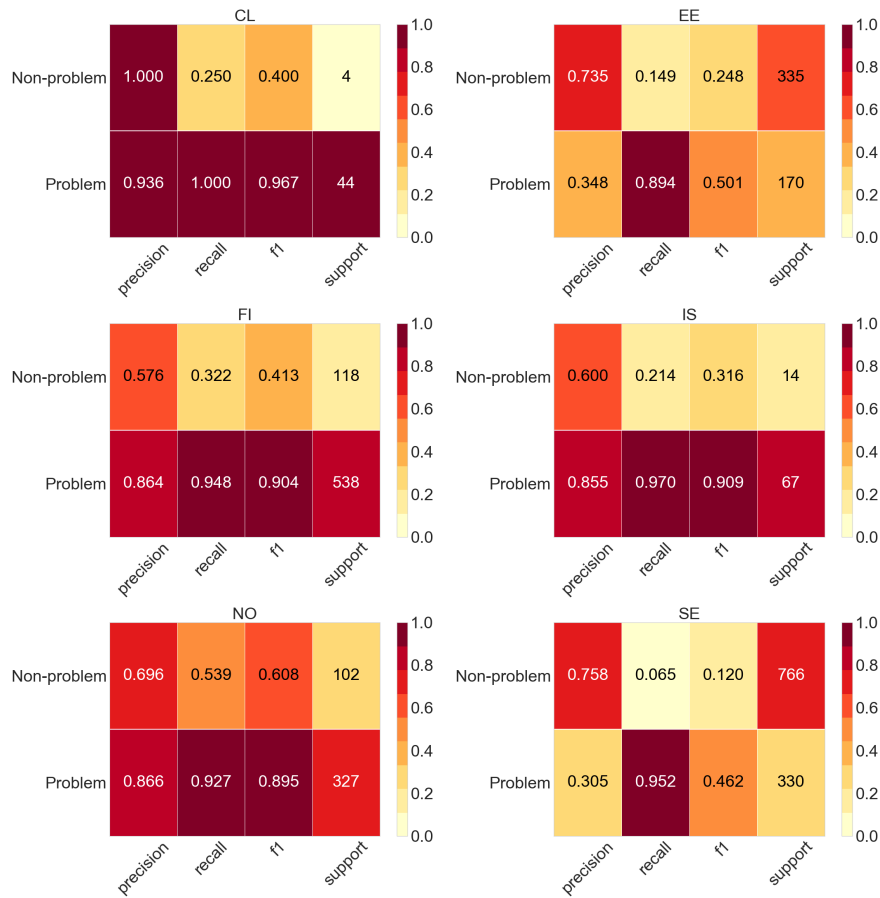 CL
Non-problem 1.000 0.250 0.400 4
Problem 0.936 1.000 0.967 44
precision recall f1 support
1.0
0.8
0.6
0.4
0.2
0.0
EE
Non-problem 0.735 0.149 0.248 335
Problem 0.348 0.894 0.501 170
precision recall f1 support
1.0
0.8
0.6
0.4
0.2
0.0
FI
Non-problem 0.576 0.322 0.413 118
Problem 0.864 0.948 0.904 538
precision recall f1 support
1.0
0.8
0.6
0.4
0.2
0.0
IS
Non-problem 0.600 0.214 0.316 14
Problem 0.855 0.970 0.909 67
precision recall f1 support
1.0
0.8
0.6
0.4
0.2
0.0
NO
Non-problem 0.696 0.539 0.608 102
Problem 0.866 0.927 0.895 327
precision recall f1 support
1.0
0.8
0.6
0.4
0.2
0.0
SE
Non-problem 0.758 0.065 0.120 766
Problem 0.305 0.952 0.462 330
precision recall f1 support
1.0
0.8
0.6
0.4
0.2
0.0